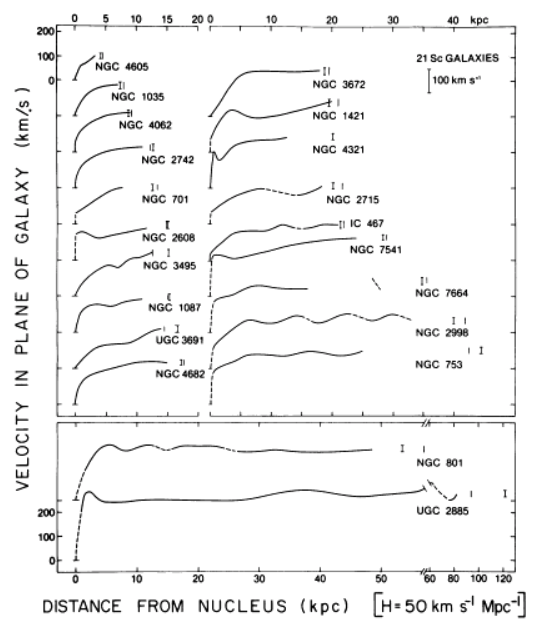 0 5 10 15 20 0 10 20 30 40 kpc
200
100
0
21 Sc GALAXIES
100 km s⁻¹
NGC 4605
NGC 1035
NGC 4062
NGC 2742
NGC 701
NGC 2608
NGC 3495
NGC 1087
UGC 3691
NGC 4682
NGC 3672
NGC 1421
NGC 4321
NGC 2715
IC 467
NGC 7541
NGC 7664
NGC 2998
NGC 753
VELOCITY IN PLANE OF GALAXY (km/s)
NGC 801
UGC 2885
200
100
0
0 10 20 30 40 50 60 80 100 120
DISTANCE FROM NUCLEUS (kpc) [H=50 km s⁻¹ Mpc⁻¹]